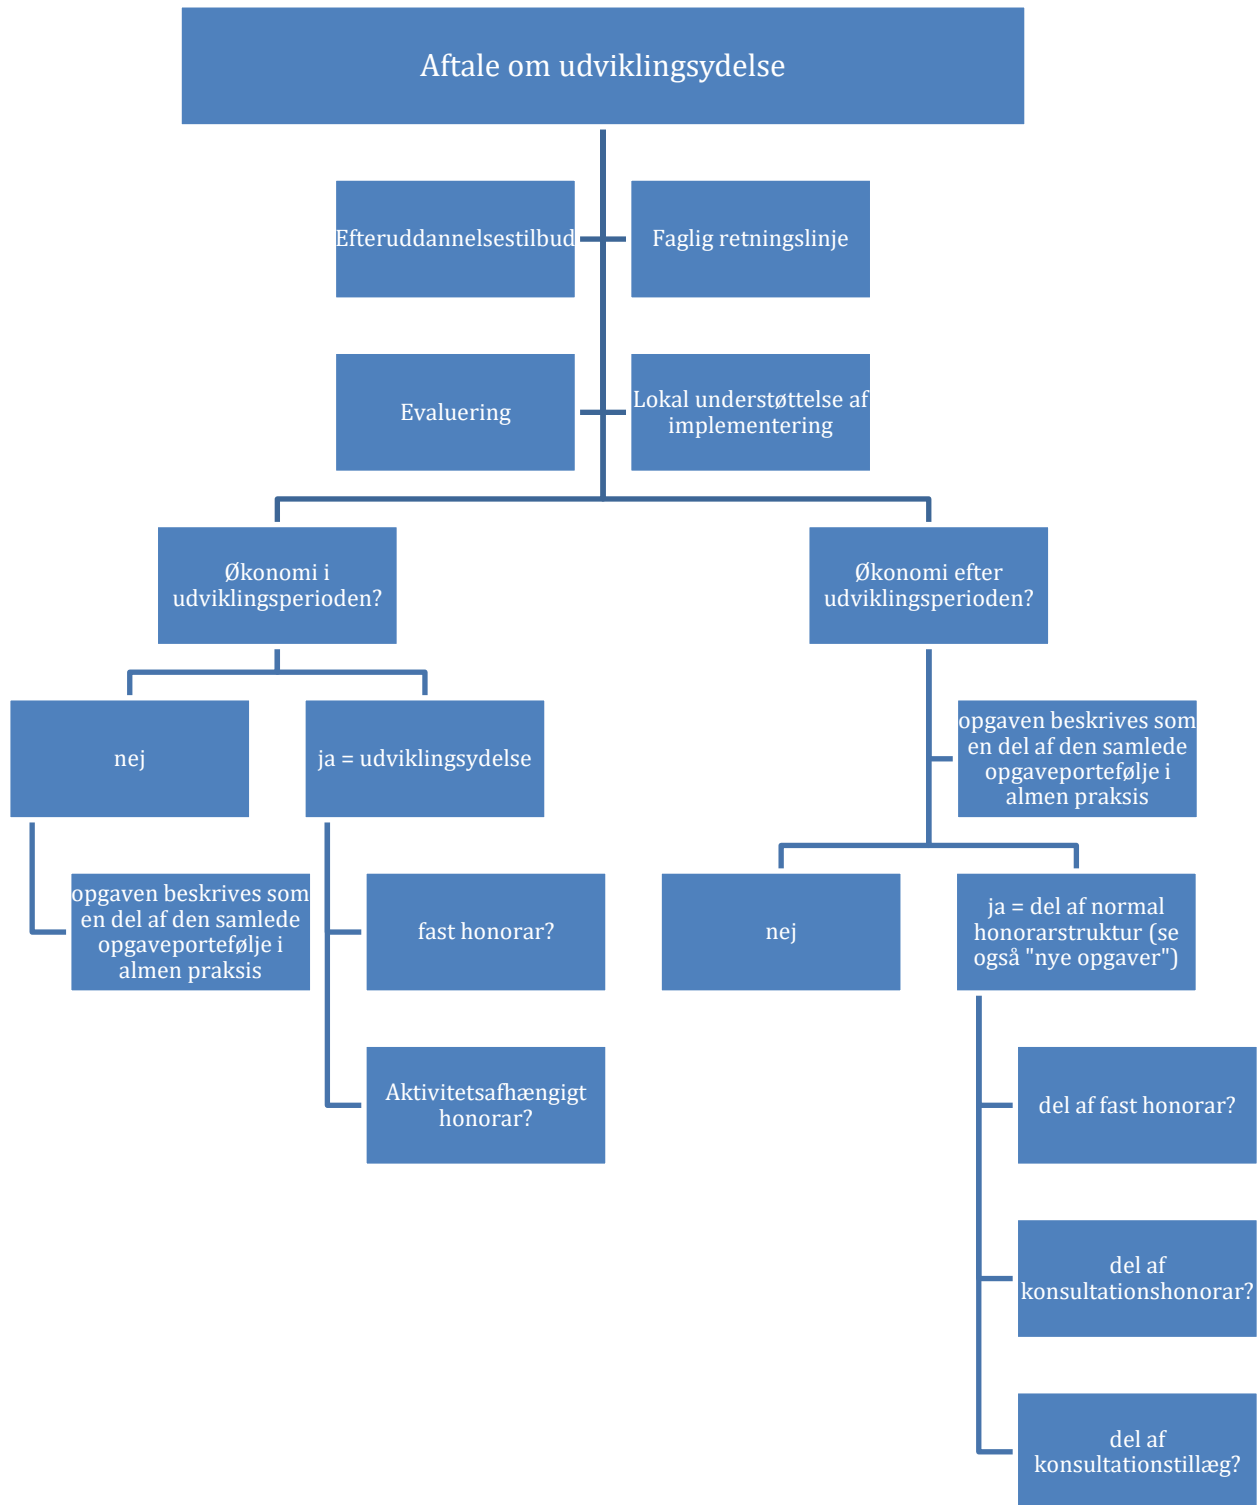 Aftale om udviklingsydelse
Efteruddannelsestilbud
Faglig retningslinje
Evaluering
Lokal understøttelse af
implementering
Økonomi i
udviklingsperioden?
Økonomi efter
udviklingsperioden?
nej
ja = udviklingsydelse
opgaven beskrives som
en del af den samlede
opgaveportefølje i
almen praksis
opgaven beskrives som
en del af den samlede
opgaveportefølje i
almen praksis
fast honorar?
nej
ja = del af normal
honorarstruktur (se
også "nye opgaver")
Aktivitetsafhængigt
honorar?
del af fast honorar?
del af
konsultationshonorar?
del af
konsultationstillæg?